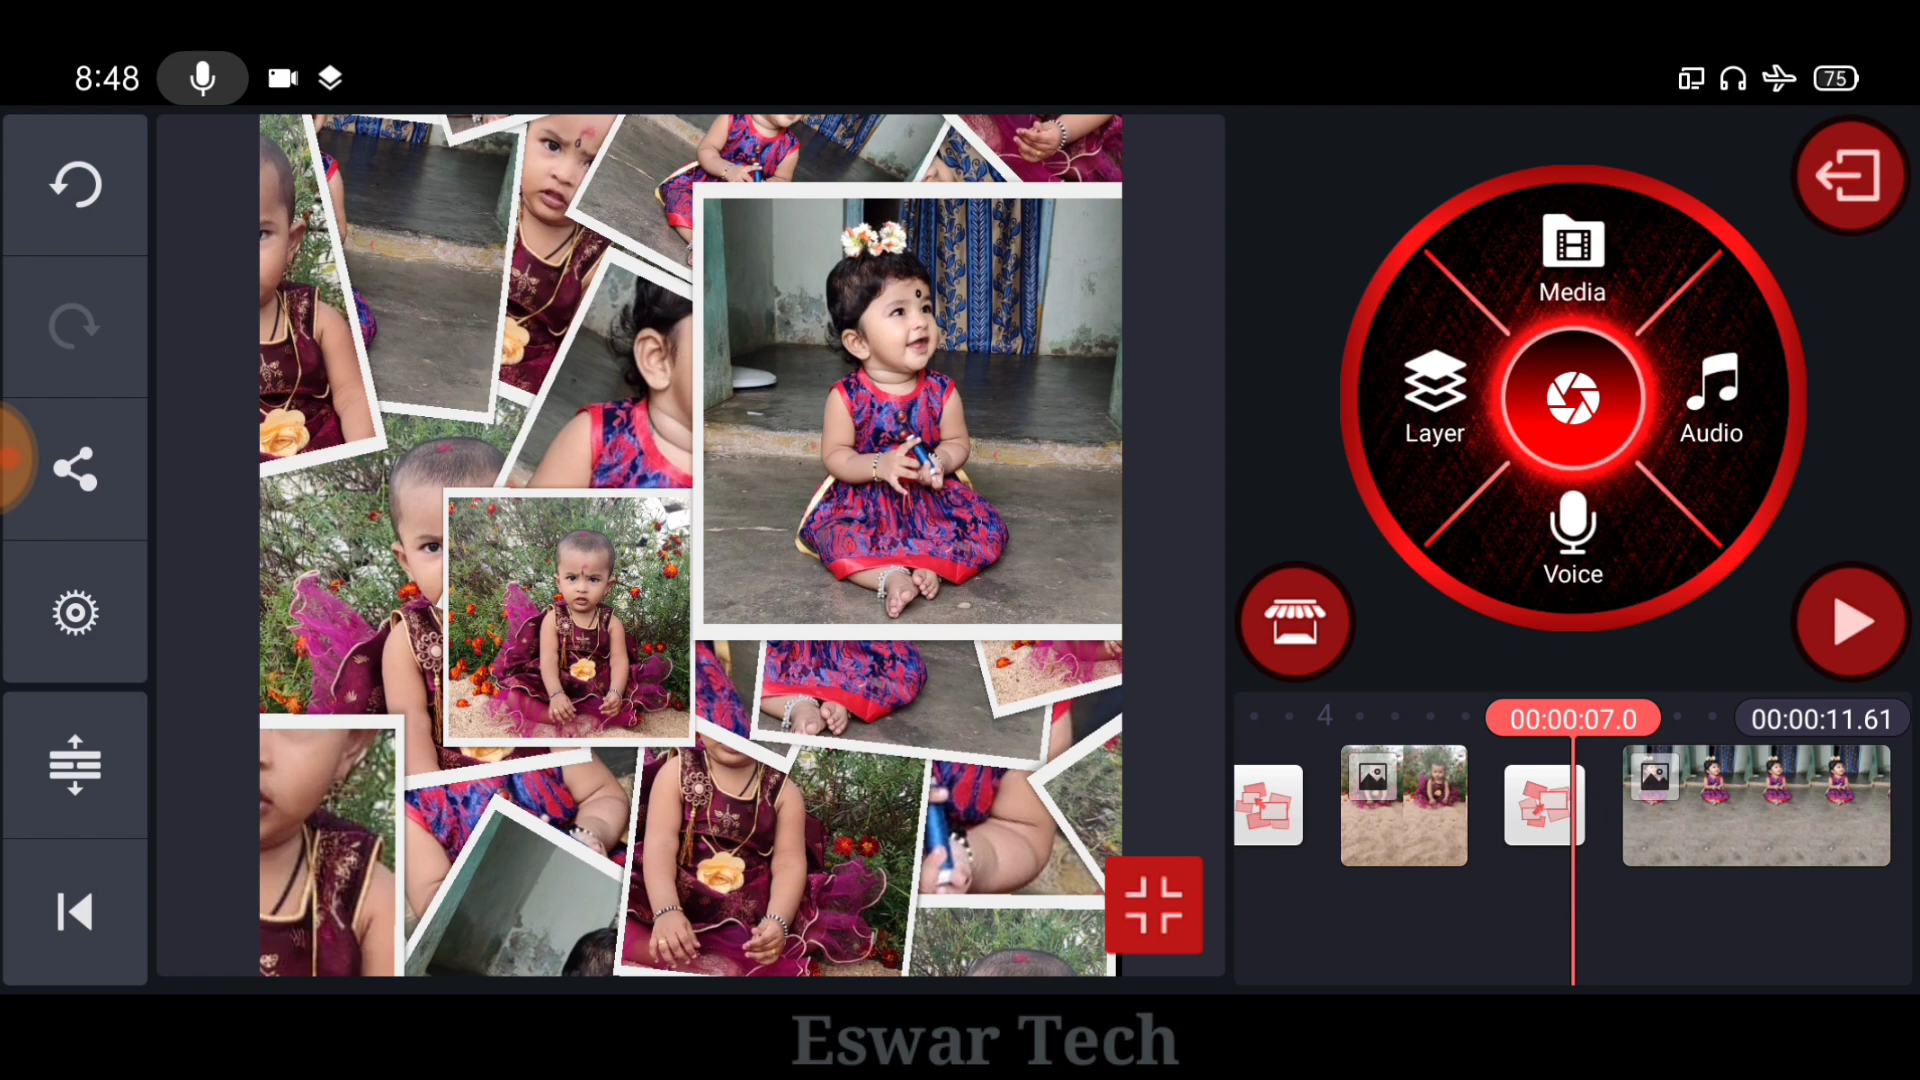 8:48
75
Media
Layer
Audio
Voice
4
00:00:07.0
00:00:11.61
Eswar Tech